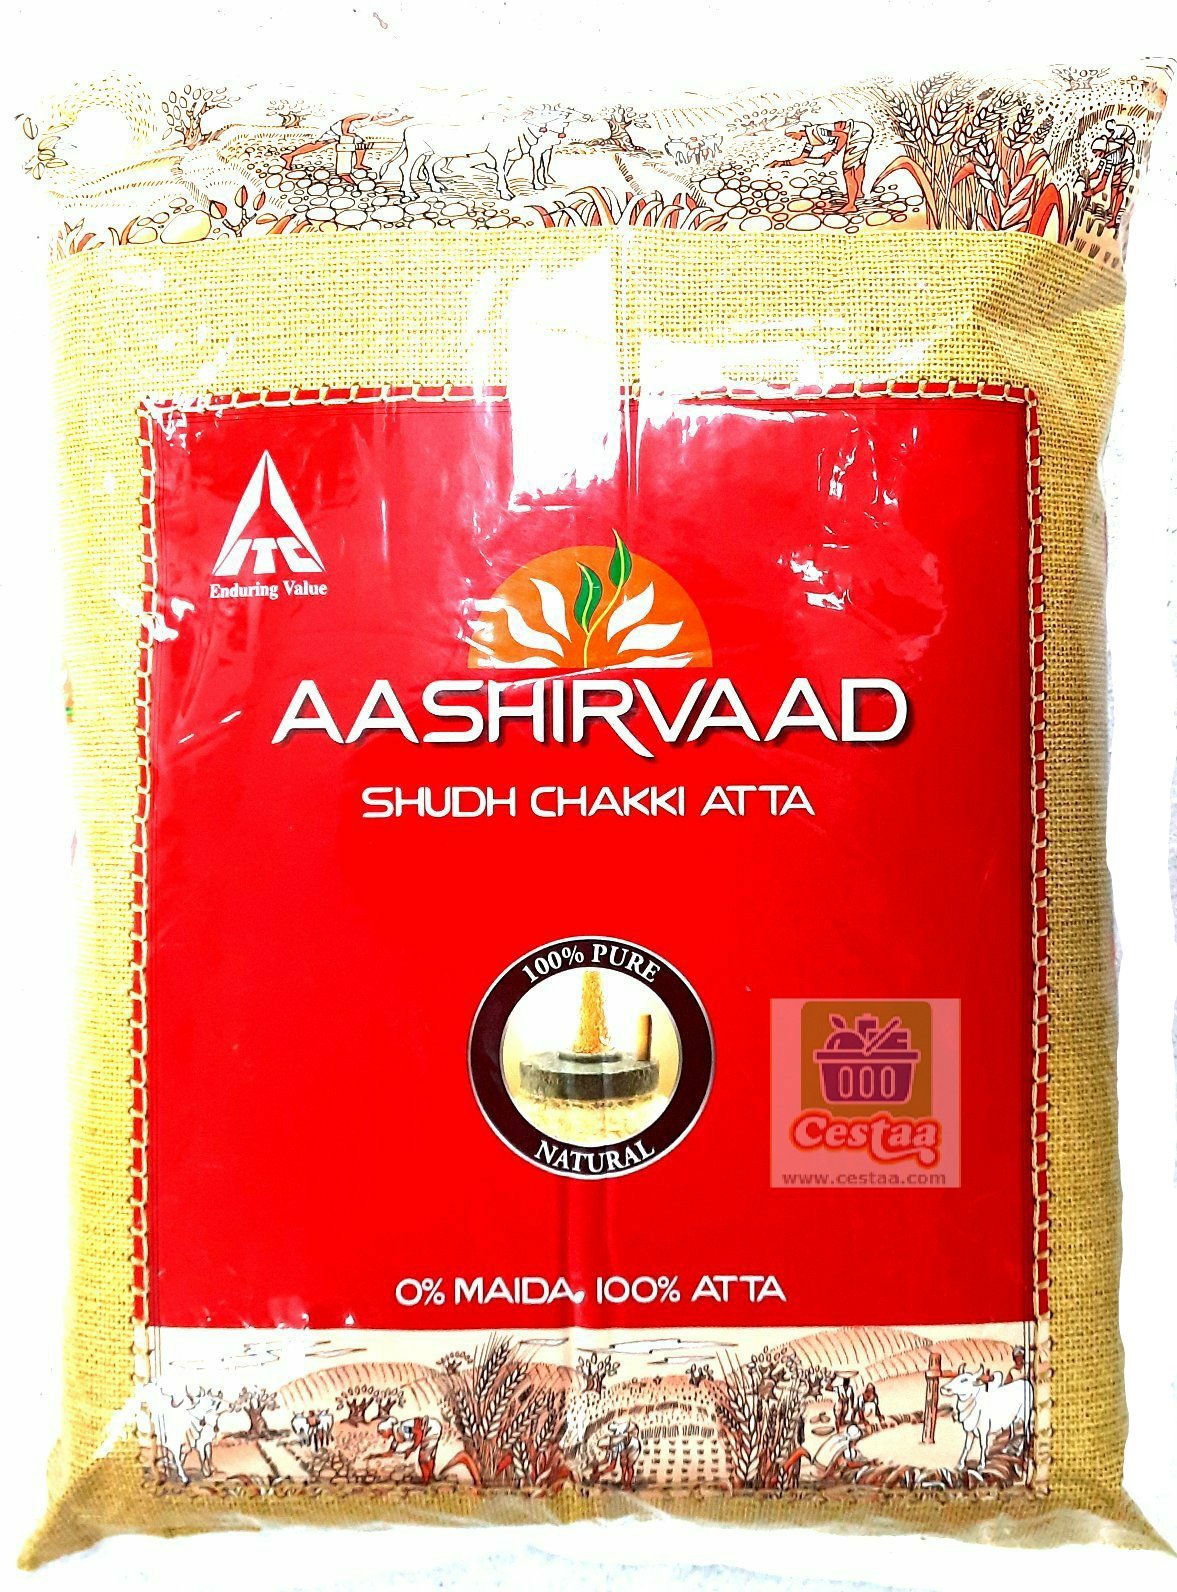 ITC
Enduring Value
AASHIRVAAD
SHUDH CHAKKI ATTA
100% PURE
NATURAL
Cestaa
www.cestaa.com
0% MAIDA, 100% ATTA